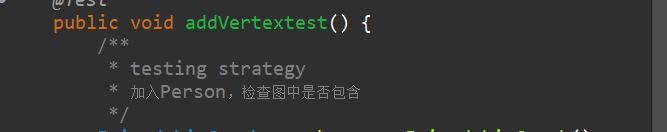 @Test
public void addVertextest() {
/**
* testing strategy
* 加入Person，检查图中是否包含
*/